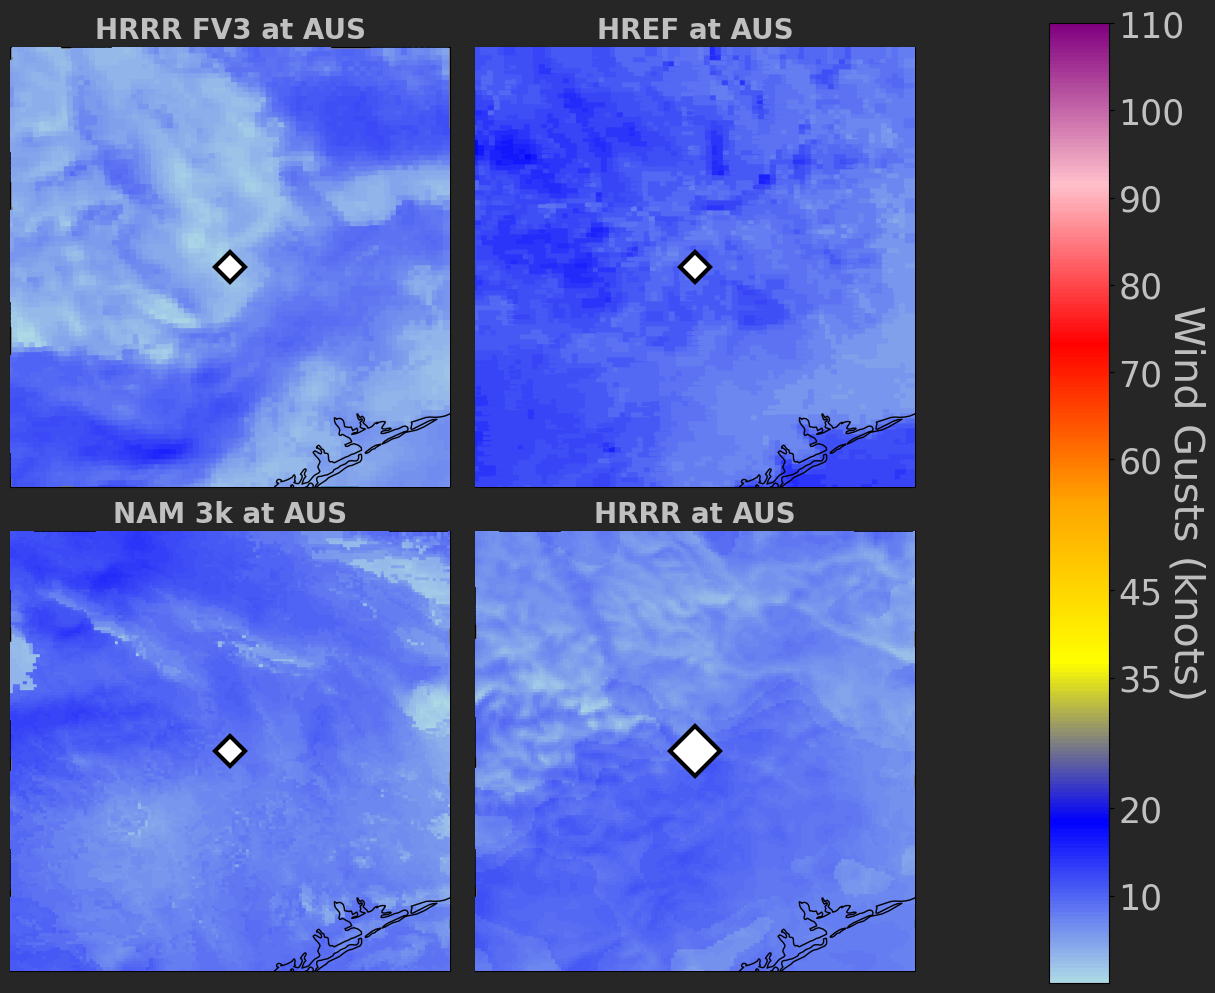 HRRR FV3 at AUS
HREF at AUS
NAM 3k at AUS
HRRR at AUS
110
100
90
80
70
60
45
35
20
10
Wind Gusts (knots)